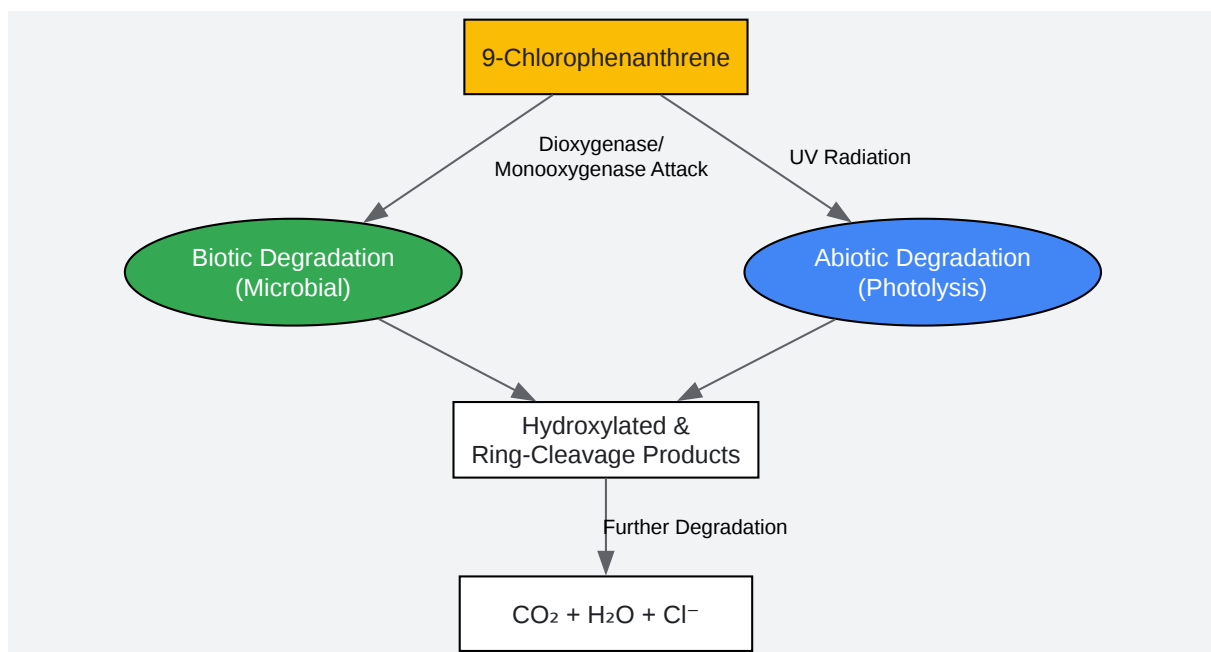 9-Chlorophenanthrene
Dioxygenase/
Monooxygenase Attack
UV Radiation
Biotic Degradation
(Microbial)
Abiotic Degradation
(Photolysis)
Hydroxylated &
Ring-Cleavage Products
Further Degradation
CO₂ + H₂O + Cl⁻